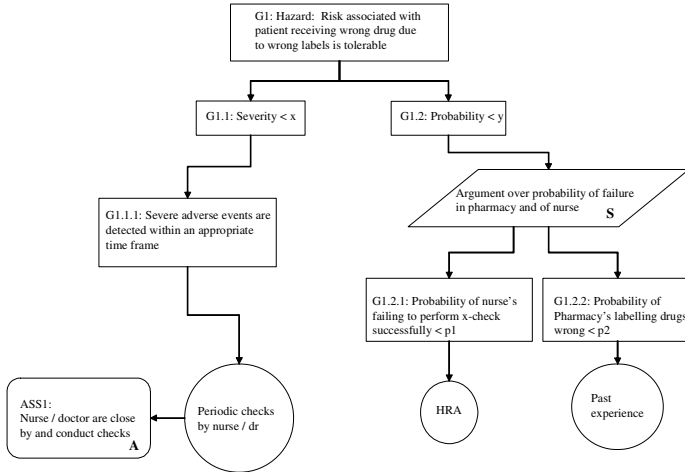 G1: Hazard:  Risk associated with
patient receiving wrong drug due
to wrong labels is tolerable
G1.1: Severity < x
G1.2: Probability < y
Argument over probability of failure
in pharmacy and of nurse
S
G1.1.1: Severe adverse events are
detected within an appropriate
time frame
G1.2.1: Probability of nurse's
failing to perform x-check
successfully < p1
G1.2.2: Probability of
Pharmacy's labelling drugs
wrong < p2
ASS1:
Nurse / doctor are close
by and conduct checks
A
Periodic checks
by nurse / dr
HRA
Past
experience